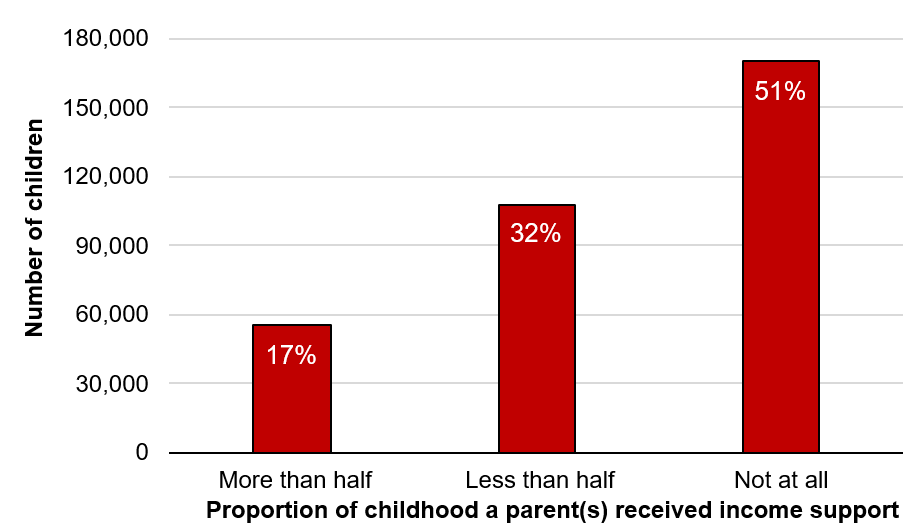 180,000
150,000
120,000
90,000
60,000
30,000
0
Number of children
17%
32%
51%
More than half
Less than half
Not at all
Proportion of childhood a parent(s) received income support